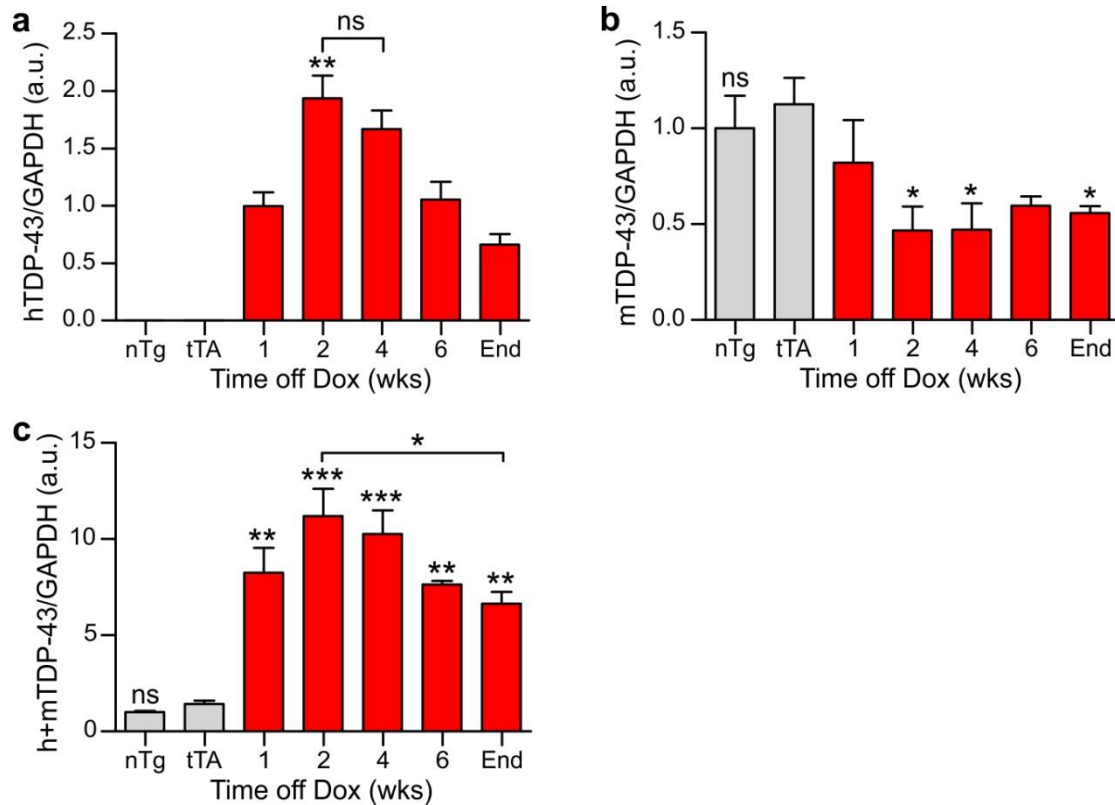 a
hTDP-43/GAPDH (a.u.)
2.5
2.0
1.5
1.0
0.5
0.0
ns
**
nTg tTA 1 2 4 6 End
Time off Dox (wks)
b
mTDP-43/GAPDH (a.u.)
1.5
1.0
0.5
0.0
ns
* * *
nTg tTA 1 2 4 6 End
Time off Dox (wks)
c
h+mTDP-43/GAPDH (a.u.)
15
10
5
0
*
ns ** *** *** ** **
nTg tTA 1 2 4 6 End
Time off Dox (wks)